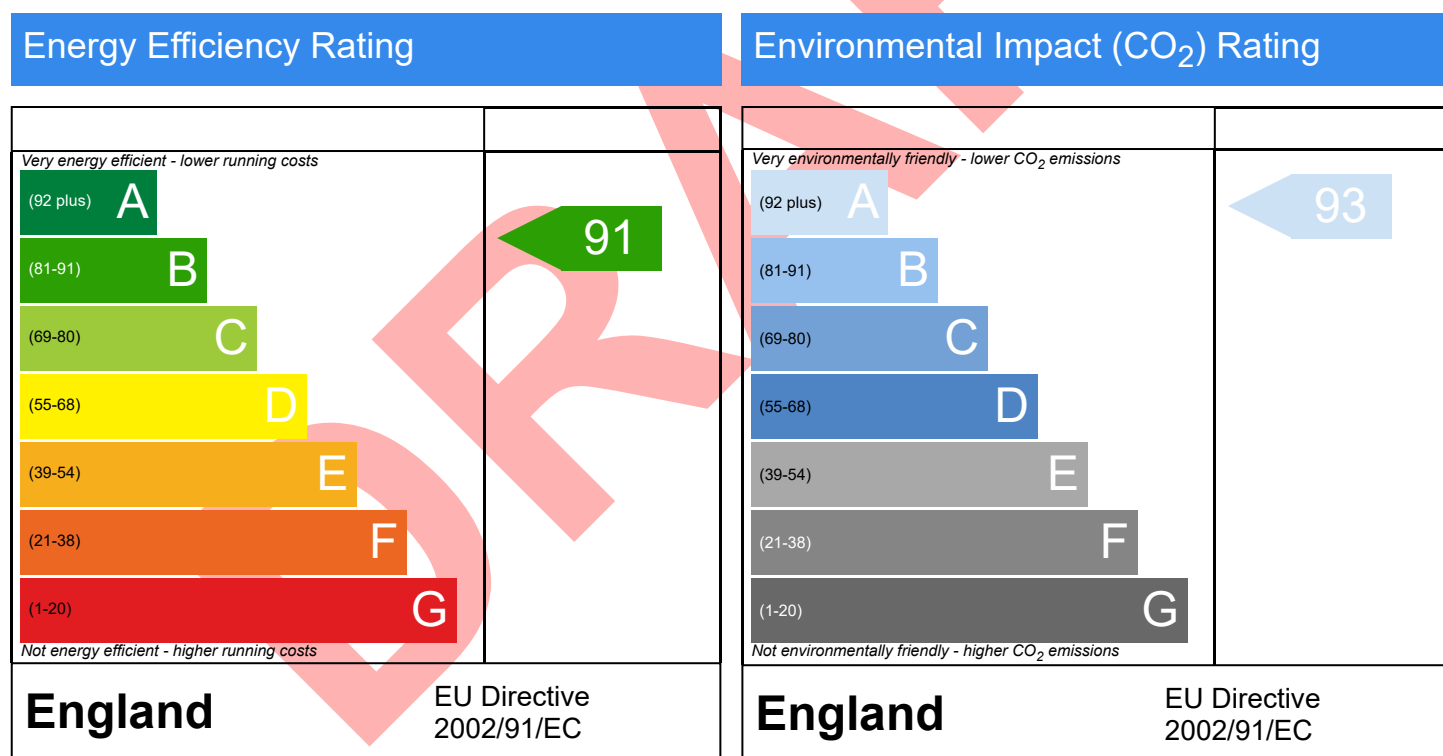 Energy Efficiency Rating
Very energy efficient - lower running costs
(92 plus) A
(81-91) B
(69-80) C
(55-68) D
(39-54) E
(21-38) F
(1-20) G
Not energy efficient - higher running costs
91
England
EU Directive
2002/91/EC
Environmental Impact (CO₂) Rating
Very environmentally friendly - lower CO₂ emissions
(92 plus) A
(81-91) B
(69-80) C
(55-68) D
(39-54) E
(21-38) F
(1-20) G
Not environmentally friendly - higher CO₂ emissions
93
England
EU Directive
2002/91/EC